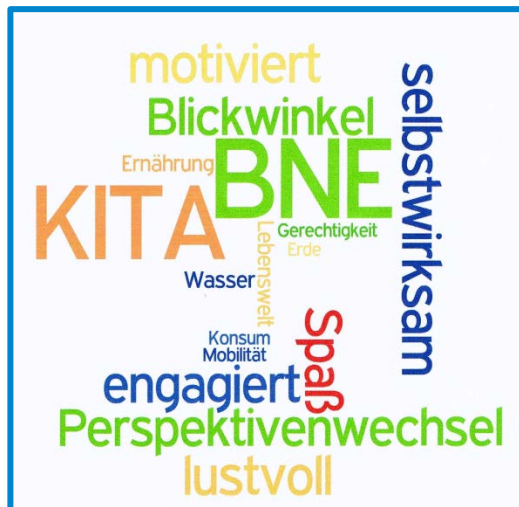 motiviert
selbstwirksam
Blickwinkel
BNE
Ernährung
KITA
Gerechtigkeit
Lebenswelt
Erde
Wasser
Spaß
Konsum
Mobilität
engagiert
Perspektivenwechsel
lustvoll